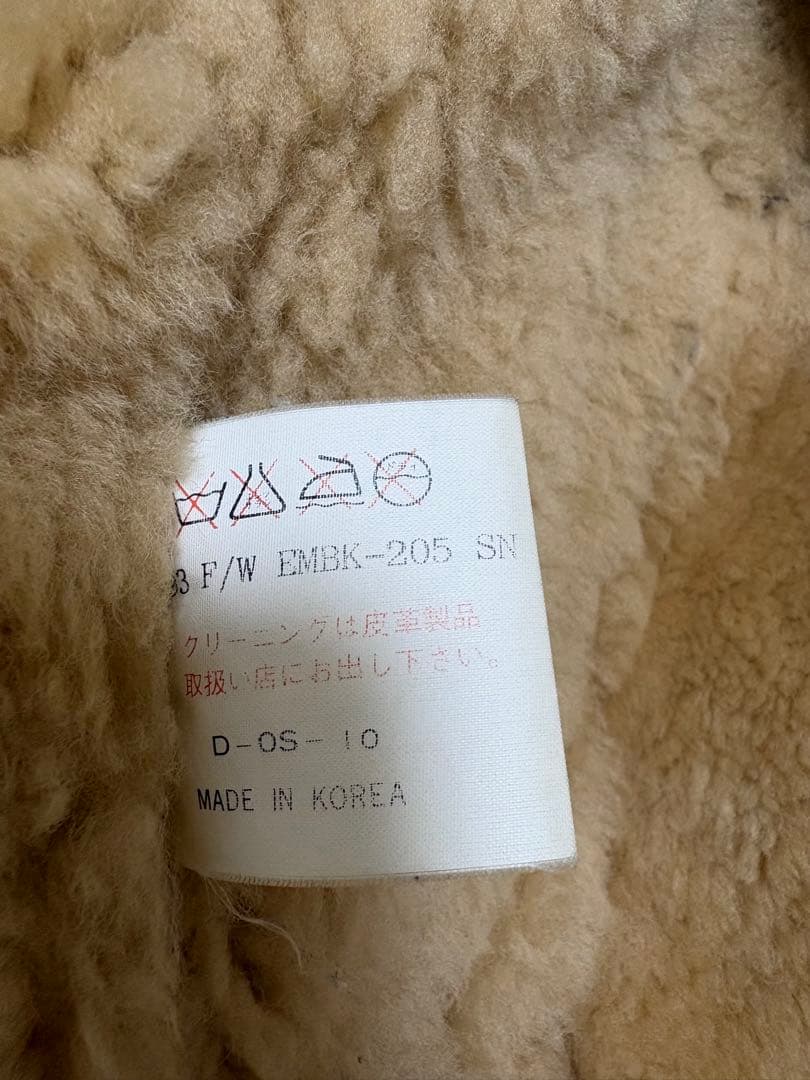 93 F/W EMBK-205 SN
クリーニングは皮革製品
取扱い店にお出し下さい。
D-OS-10
MADE IN KOREA